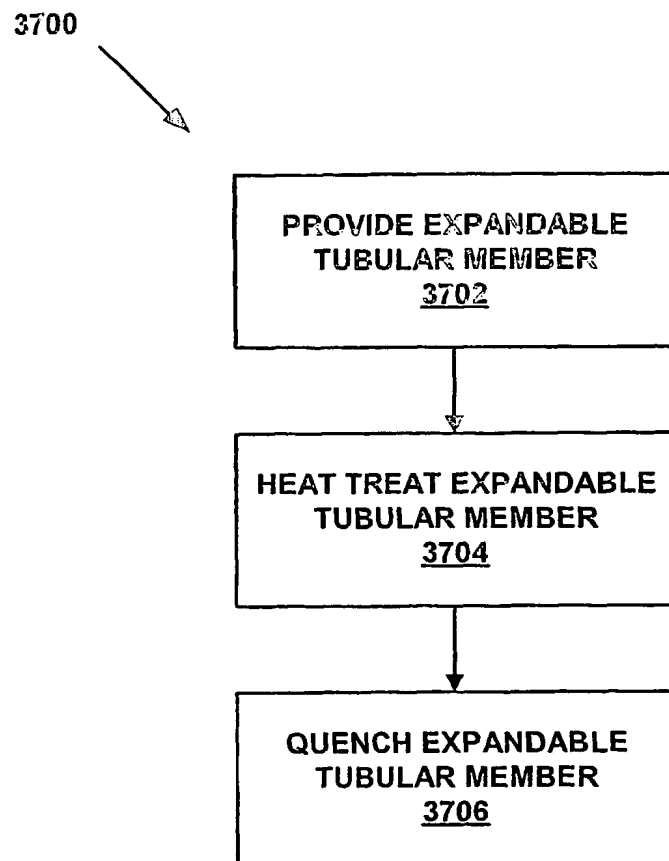 3700
PROVIDE EXPANDABLE
TUBULAR MEMBER
3702
HEAT TREAT EXPANDABLE
TUBULAR MEMBER
3704
QUENCH EXPANDABLE
TUBULAR MEMBER
3706